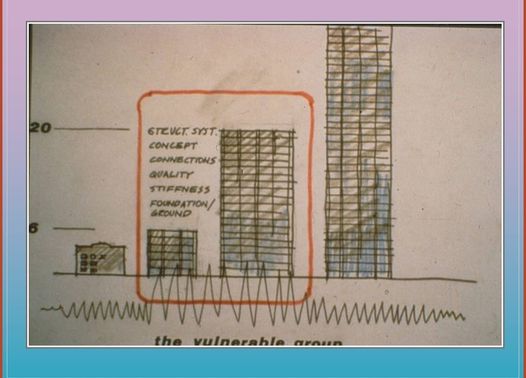 20
STRUCT. SYST.
CONCEPT
CONNECTIONS
QUALITY
STIFFNESS
FOUNDATION/
GROUND
6
the vulnerable group